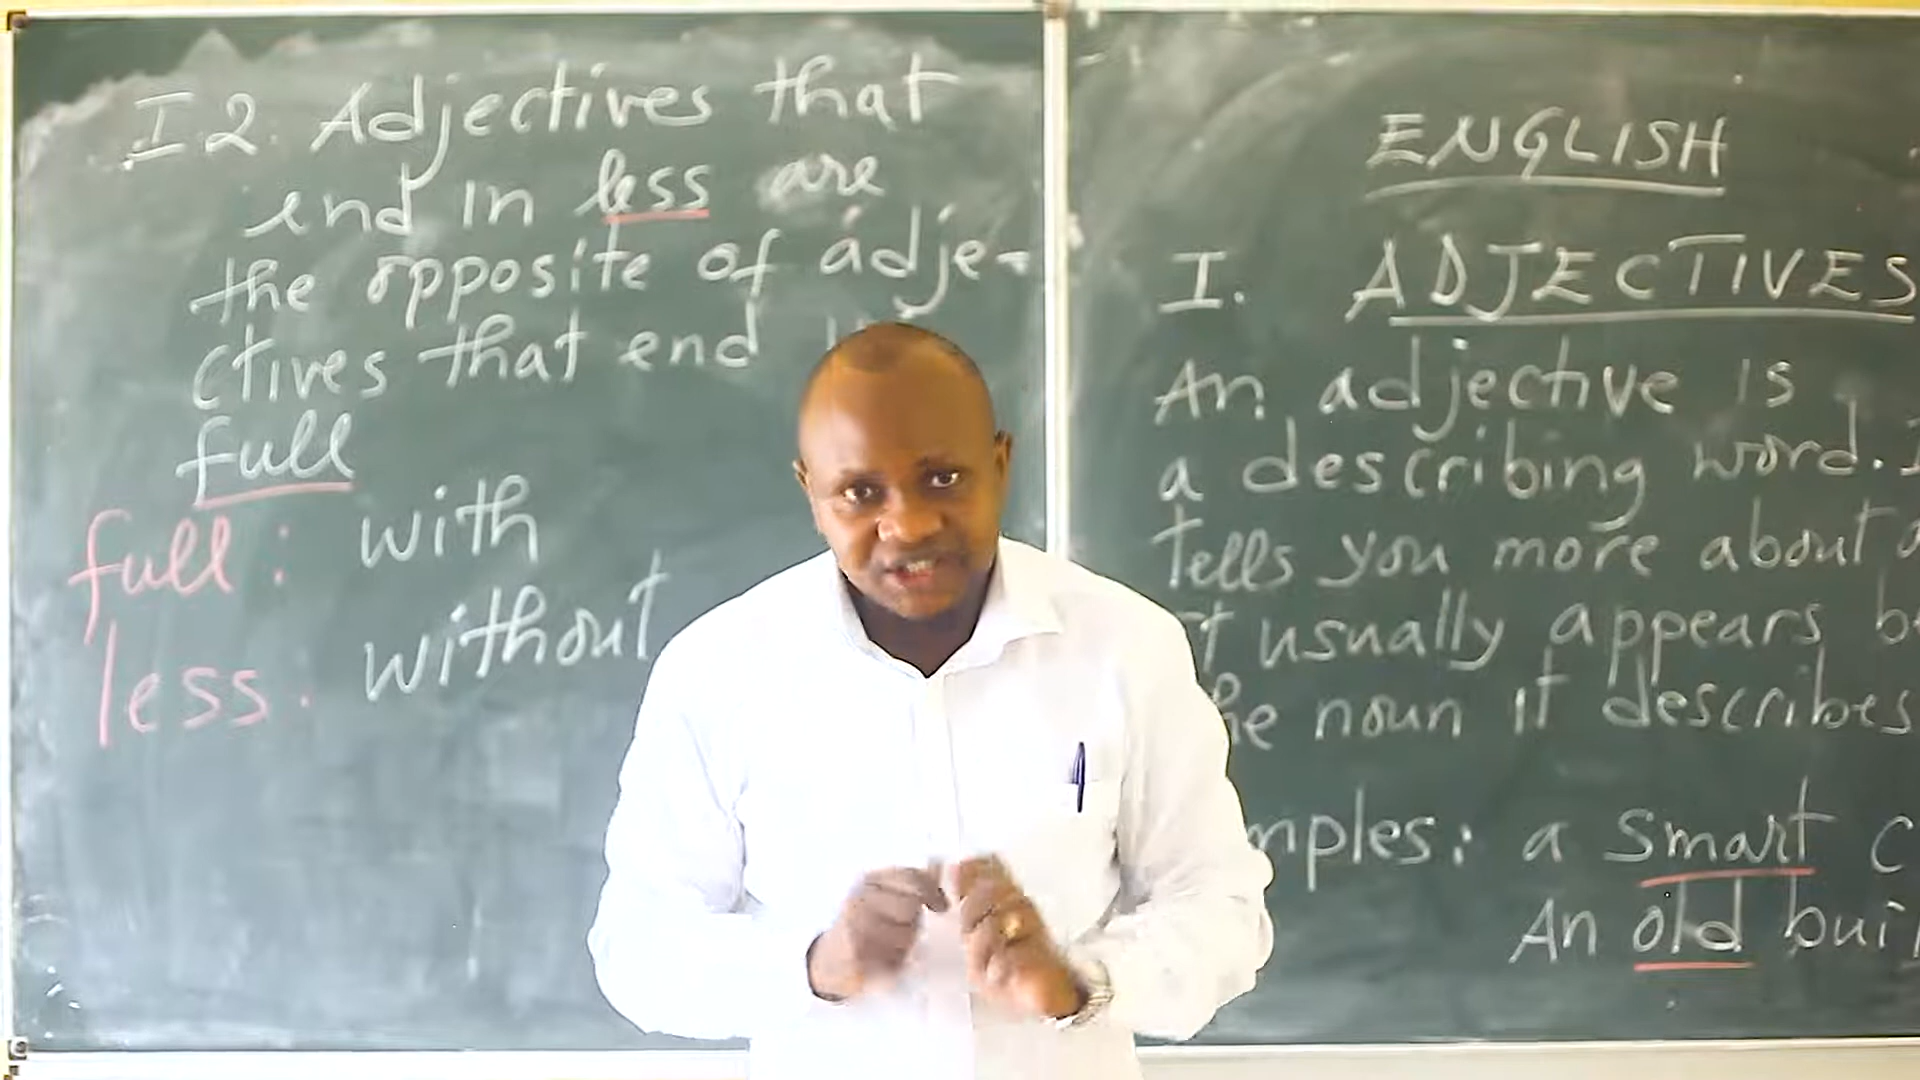 I 2. Adjectives that
end in less are
the opposite of adje-
ctives that end
full
full: with
less: without
ENGLISH
I. ADJECTIVES
An adjective is
a describing word.
Tells you more about
usually appears
noun it describes
a smart
An old